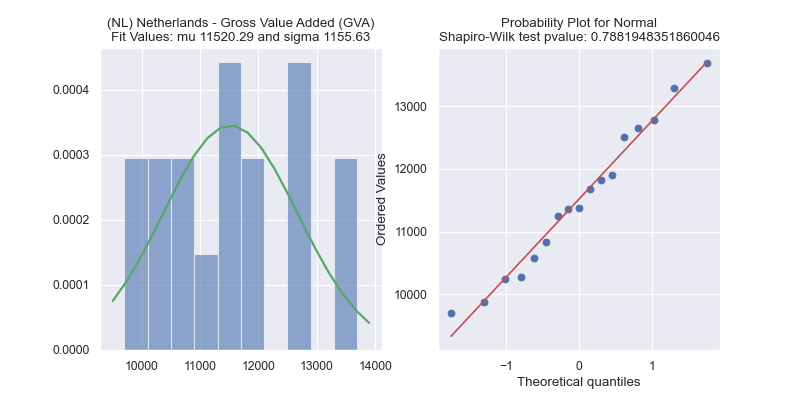 (NL) Netherlands - Gross Value Added (GVA)
Fit Values: mu 11520.29 and sigma 1155.63
0.0004
0.0003
0.0002
0.0001
0.0000
10000
11000
12000
13000
14000
Probability Plot for Normal
Shapiro-Wilk test pvalue: 0.7881948351860046
Ordered Values
13000
12000
11000
10000
−1
0
1
Theoretical quantiles